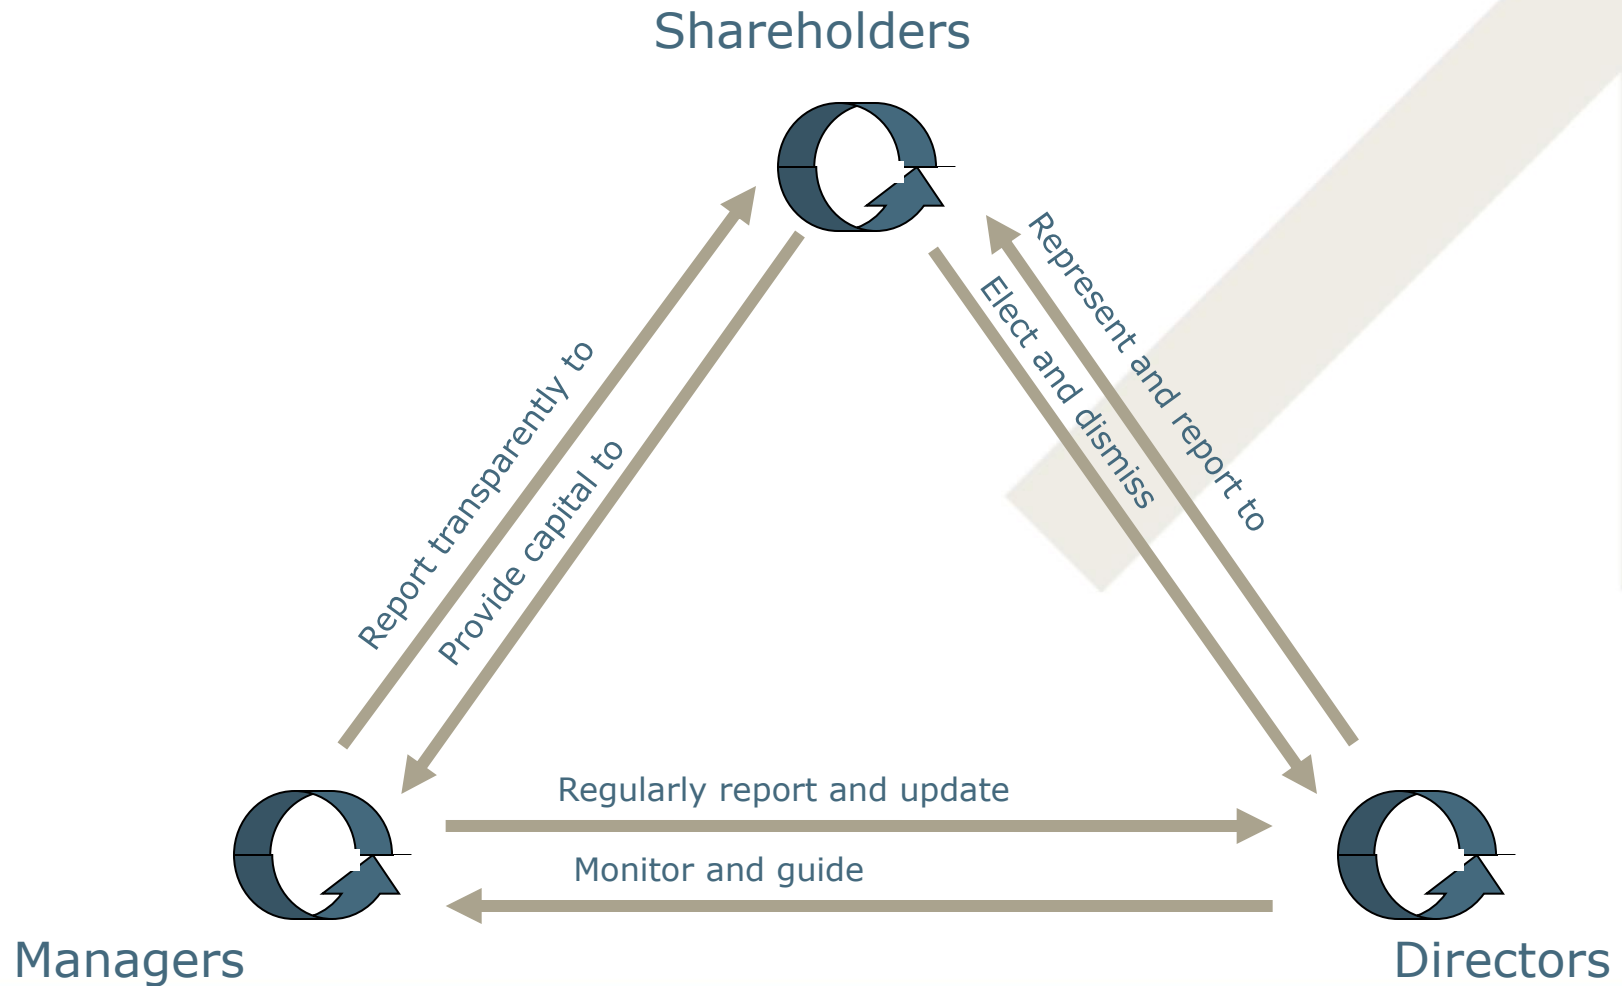 Shareholders
Represent and report to
Elect and dismiss
Report transparently to
Provide capital to
Regularly report and update
Monitor and guide
Managers
Directors